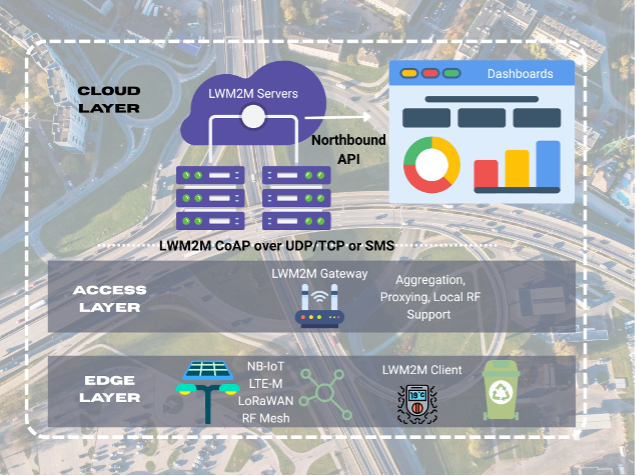 CLOUD
LAYER
LWM2M Servers
Northbound
API
Dashboards
LWM2M CoAP over UDP/TCP or SMS
ACCESS
LAYER
LWM2M Gateway
Aggregation,
Proxying, Local RF
Support
EDGE
LAYER
NB-IoT
LTE-M
LoRaWAN
RF Mesh
LWM2M Client